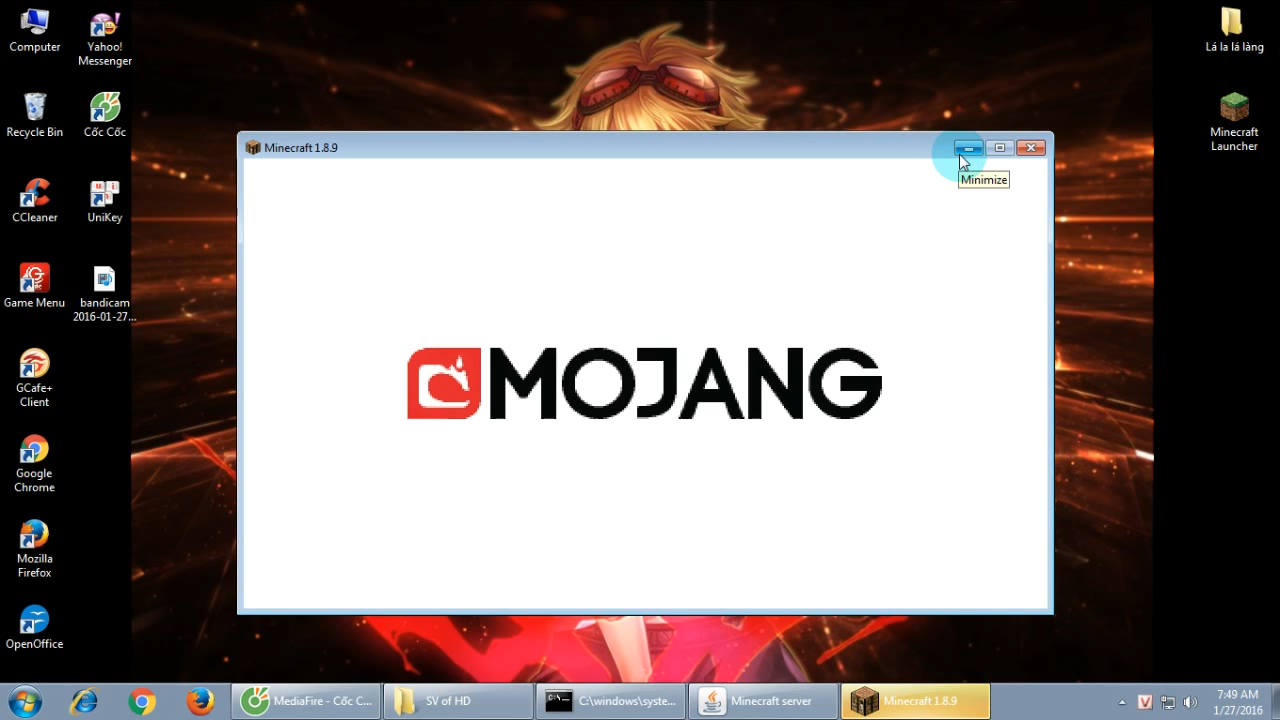 Computer
Yahoo!
Messenger
Recycle Bin
Cốc Cốc
CCleaner
UniKey
Game Menu
bandicam
2016-01-27...
GCafe+
Client
Google
Chrome
Mozilla
Firefox
OpenOffice
Lá la lá làng
Minecraft
Launcher
Minecraft 1.8.9
Minimize
MOJANG
MediaFire - Cốc C...
SV of HD
C:\windows\syste...
Minecraft server
Minecraft 1.8.9
V
7:49 AM
1/27/2016